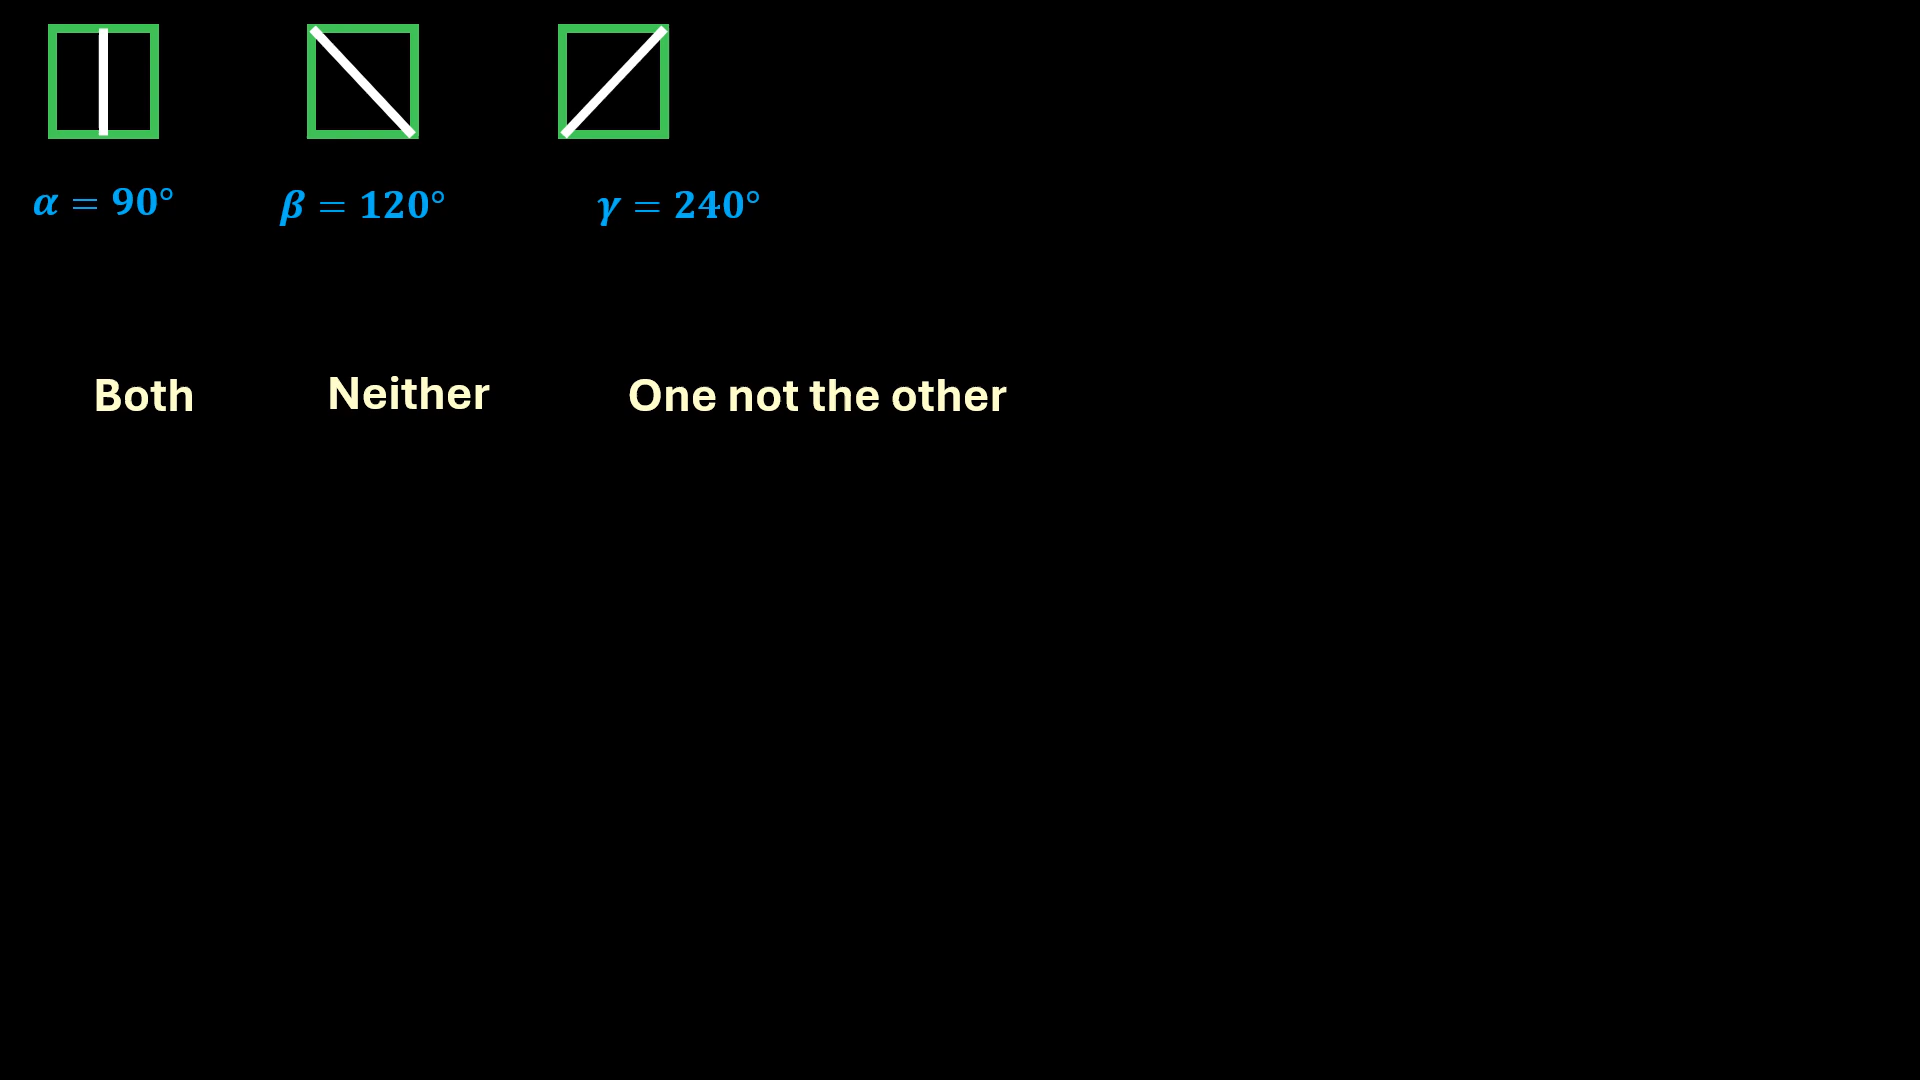 α = 90° β = 120° γ = 240°
Both Neither One not the other